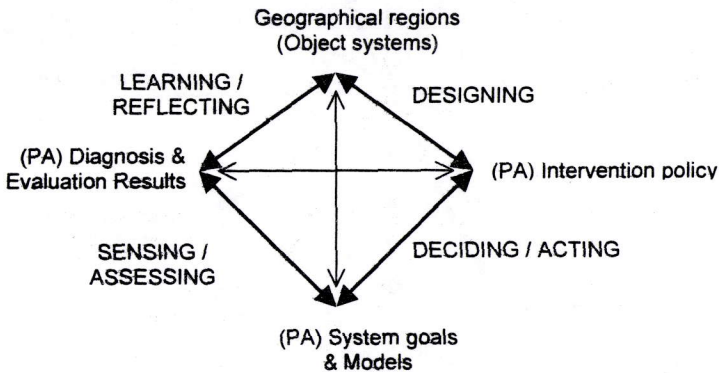 Geographical regions
(Object systems)
LEARNING /
REFLECTING
DESIGNING
(PA) Diagnosis &
Evaluation Results
(PA) Intervention policy
SENSING /
ASSESSING
DECIDING / ACTING
(PA) System goals
& Models